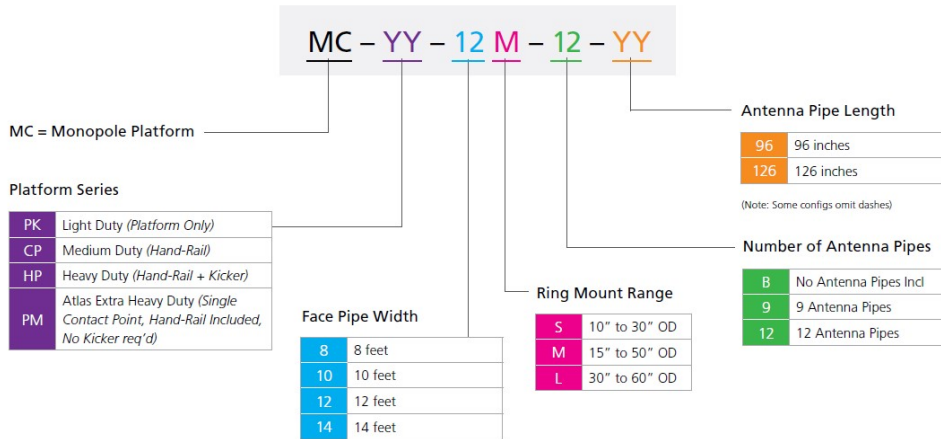 MC – YY – 12 M – 12 – YY
MC = Monopole Platform
Platform Series
PK Light Duty (Platform Only)
CP Medium Duty (Hand-Rail)
HP Heavy Duty (Hand-Rail + Kicker)
PM Atlas Extra Heavy Duty (Single
Contact Point, Hand-Rail Included,
No Kicker req’d)
Face Pipe Width
8 8 feet
10 10 feet
12 12 feet
14 14 feet
Ring Mount Range
S 10” to 30” OD
M 15” to 50” OD
L 30” to 60” OD
Antenna Pipe Length
96 96 inches
126 126 inches
(Note: Some configs omit dashes)
Number of Antenna Pipes
B No Antenna Pipes Incl
9 9 Antenna Pipes
12 12 Antenna Pipes